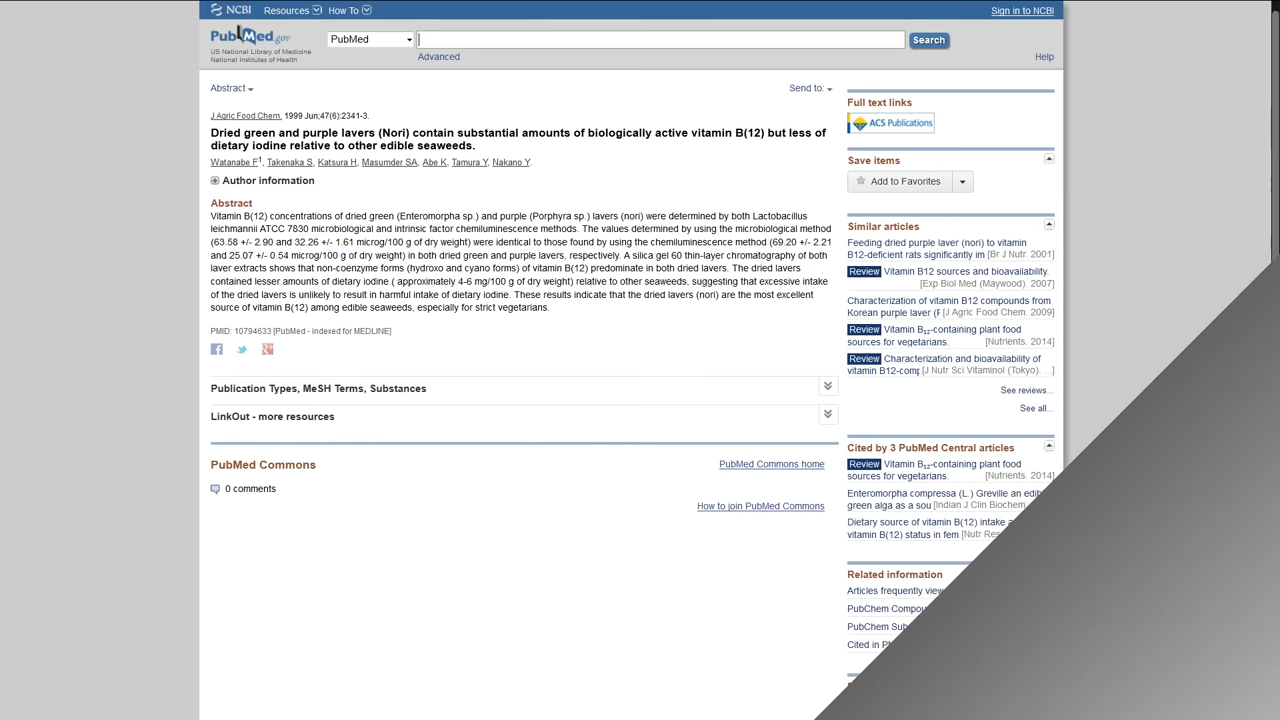 NCBI Resources How To Sign in to NCBI
PubMed.gov
US National Library of Medicine
National Institutes of Health
PubMed
Search
Advanced
Help
Abstract
Send to:
J Agric Food Chem. 1999 Jun;47(6):2341-3.
Dried green and purple lavers (Nori) contain substantial amounts of biologically active vitamin B(12) but less of
dietary iodine relative to other edible seaweeds.
Watanabe F1, Takenaka S, Katsura H, Masumder SA, Abe K, Tamura Y, Nakano Y.
Author information
Abstract
Vitamin B(12) concentrations of dried green (Enteromorpha sp.) and purple (Porphyra sp.) lavers (nori) were determined by both Lactobacillus
leichmannii ATCC 7830 microbiological and intrinsic factor chemiluminescence methods. The values determined by using the microbiological method
(63.58 +/- 2.90 and 32.26 +/- 1.61 microg/100 g of dry weight) were identical to those found by using the chemiluminescence method (69.20 +/- 2.21
and 25.07 +/- 0.54 microg/100 g of dry weight) in both dried green and purple lavers, respectively. A silica gel 60 thin-layer chromatography of both
laver extracts shows that non-coenzyme forms (hydroxo and cyano forms) of vitamin B(12) predominate in both dried lavers. The dried lavers
contained lesser amounts of dietary iodine ( approximately 4-6 mg/100 g of dry weight) relative to other seaweeds, suggesting that excessive intake
of the dried lavers is unlikely to result in harmful intake of dietary iodine. These results indicate that the dried lavers (nori) are the most excellent
source of vitamin B(12) among edible seaweeds, especially for strict vegetarians.
PMID: 10794633 [PubMed - indexed for MEDLINE]
Publication Types, MeSH Terms, Substances
LinkOut - more resources
PubMed Commons
PubMed Commons home
0 comments
How to join PubMed Commons
Full text links
ACS Publications
Save items
Add to Favorites
Similar articles
Feeding dried purple laver (nori) to vitamin
B12-deficient rats significantly im [Br J Nutr. 2001]
Review Vitamin B12 sources and bioavailability.
[Exp Biol Med (Maywood). 2007]
Characterization of vitamin B12 compounds from
Korean purple laver (F [J Agric Food Chem. 2009]
Review Vitamin B12-containing plant food
sources for vegetarians. [Nutrients. 2014]
Review Characterization and bioavailability of
vitamin B12-comp [J Nutr Sci Vitaminol (Tokyo). ...]
See reviews...
See all...
Cited by 3 PubMed Central articles
Review Vitamin B12-containing plant food
sources for vegetarians. [Nutrients. 2014]
Enteromorpha compressa (L.) Greville an edib
green alga as a sou [Indian J Clin Biochem.
Dietary source of vitamin B(12) intake a
vitamin B(12) status in fem [Nutr Res
Related information
Articles frequently view
PubChem Compou
PubChem Sub
Cited in P